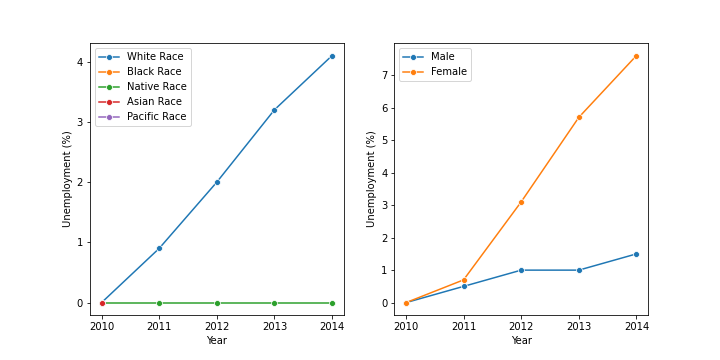 White Race
Black Race
Native Race
Asian Race
Pacific Race
4
3
2
1
0
Unemployment (%)
2010 2011 2012 2013 2014
Year
Male
Female
7
6
5
4
3
2
1
0
Unemployment (%)
2010 2011 2012 2013 2014
Year